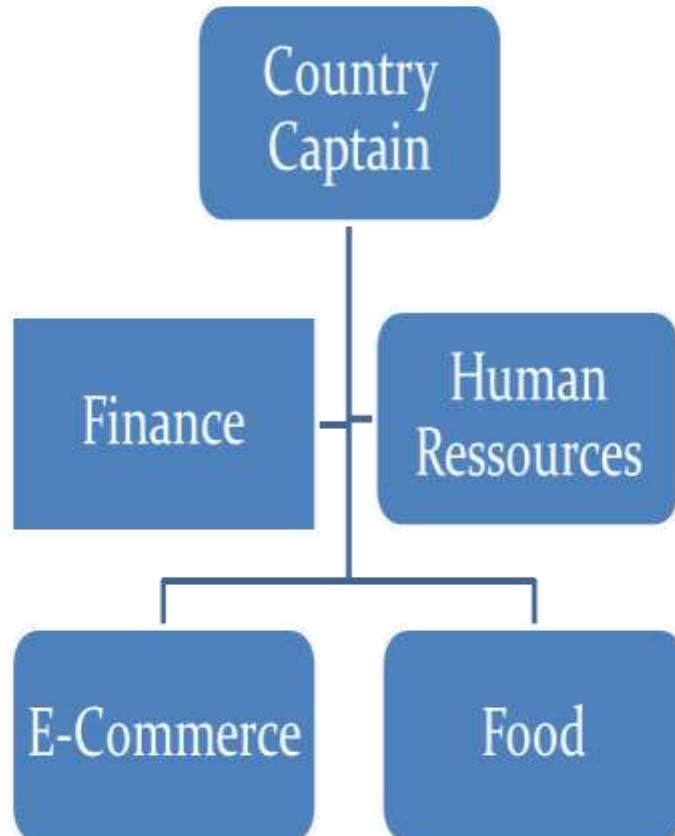 Country
Captain
Finance
Human
Ressources
E-Commerce
Food